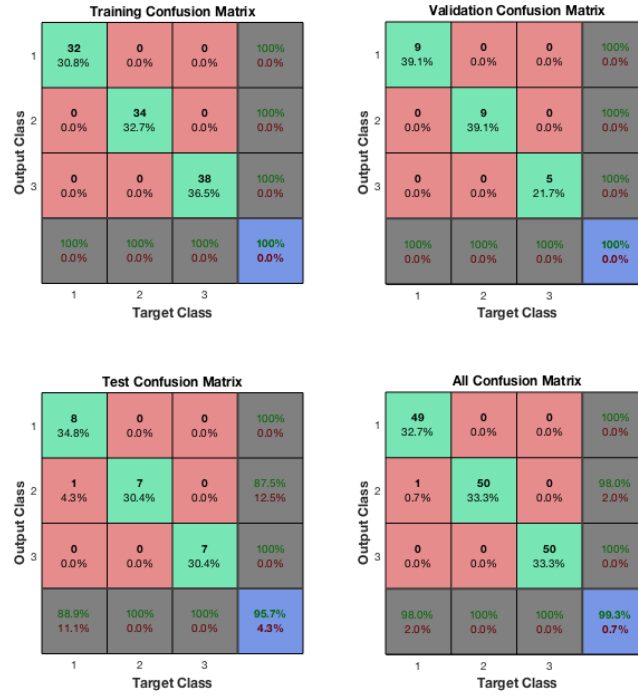 Training Confusion Matrix
Output Class
1
32 0 0 100%
30.8% 0.0% 0.0% 0.0%
2
0 34 0 100%
0.0% 32.7% 0.0% 0.0%
3
0 0 38 100%
0.0% 0.0% 36.5% 0.0%
100% 100% 100% 100%
0.0% 0.0% 0.0% 0.0%
1 2 3
Target Class
Validation Confusion Matrix
Output Class
1
9 0 0 100%
39.1% 0.0% 0.0% 0.0%
2
0 9 0 100%
0.0% 39.1% 0.0% 0.0%
3
0 0 5 100%
0.0% 0.0% 21.7% 0.0%
100% 100% 100% 100%
0.0% 0.0% 0.0% 0.0%
1 2 3
Target Class
Test Confusion Matrix
Output Class
1
8 0 0 100%
34.8% 0.0% 0.0% 0.0%
2
1 7 0 87.5%
4.3% 30.4% 0.0% 12.5%
3
0 0 7 100%
0.0% 0.0% 30.4% 0.0%
88.9% 100% 100% 95.7%
11.1% 0.0% 0.0% 4.3%
1 2 3
Target Class
All Confusion Matrix
Output Class
1
49 0 0 100%
32.7% 0.0% 0.0% 0.0%
2
1 50 0 98.0%
0.7% 33.3% 0.0% 2.0%
3
0 0 50 100%
0.0% 0.0% 33.3% 0.0%
98.0% 100% 100% 99.3%
2.0% 0.0% 0.0% 0.7%
1 2 3
Target Class